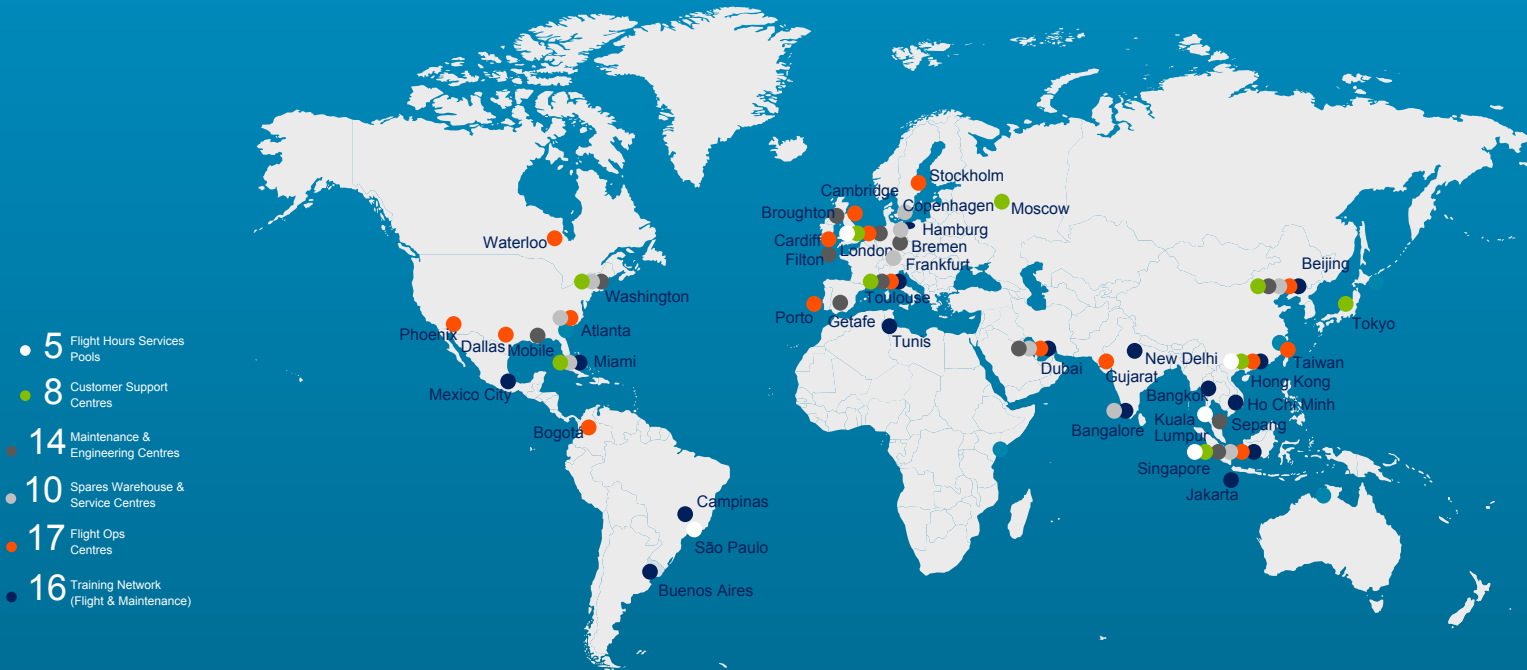 Stockholm
Cambridge
Copenhagen
Moscow
Broughton
Hamburg
Cardiff
London
Bremen
Waterloo
Filton
Frankfurt
Beijing
Washington
Toulouse
Porto
Getafe
Tokyo
Atlanta
Phoenix
Dallas
Mobile
Tunis
5 Flight Hours Services
Pools
Miami
Dubai
New Delhi
Taiwan
Gujarat
Hong Kong
Mexico City
Bangkok
8 Customer Support
Centres
Ho Chi Minh
Bogotá
Bangalore
Kuala
Lumpur
Sepang
14 Maintenance &
Engineering Centres
Singapore
Jakarta
10 Spares Warehouse &
Service Centres
Campinas
17 Flight Ops
Centres
São Paulo
16 Training Network
(Flight & Maintenance)
Buenos Aires